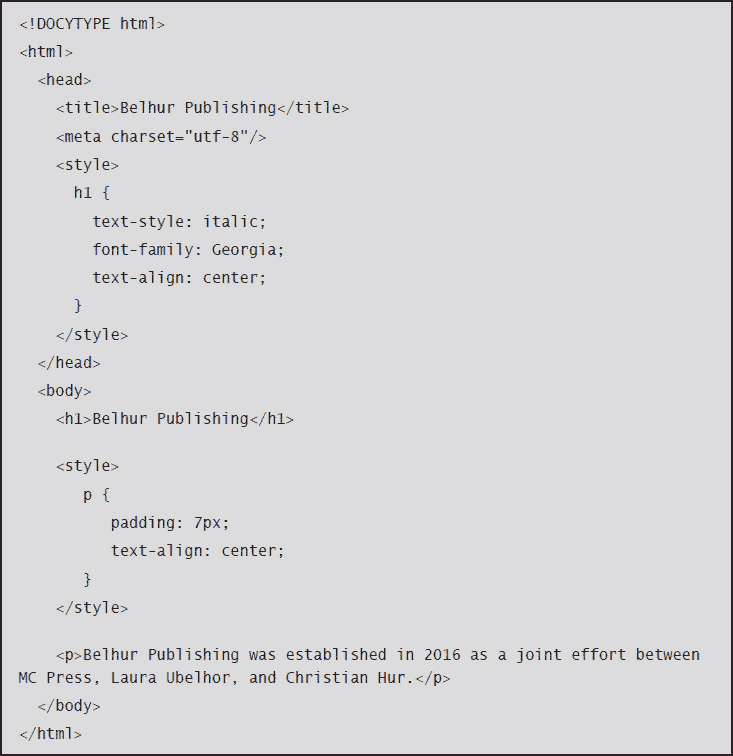 <!DOCYTYPE html>
<html>
  <head>
    <title>Belhur Publishing</title>
    <meta charset="utf-8"/>
    <style>
      h1 {
        text-style: italic;
        font-family: Georgia;
        text-align: center;
      }
    </style>
  </head>
  <body>
    <h1>Belhur Publishing</h1>
    <style>
       p {
          padding: 7px;
          text-align: center;
       }
    </style>
    <p>Belhur Publishing was established in 2016 as a joint effort between
MC Press, Laura Ubelhor, and Christian Hur.</p>
  </body>
</html>